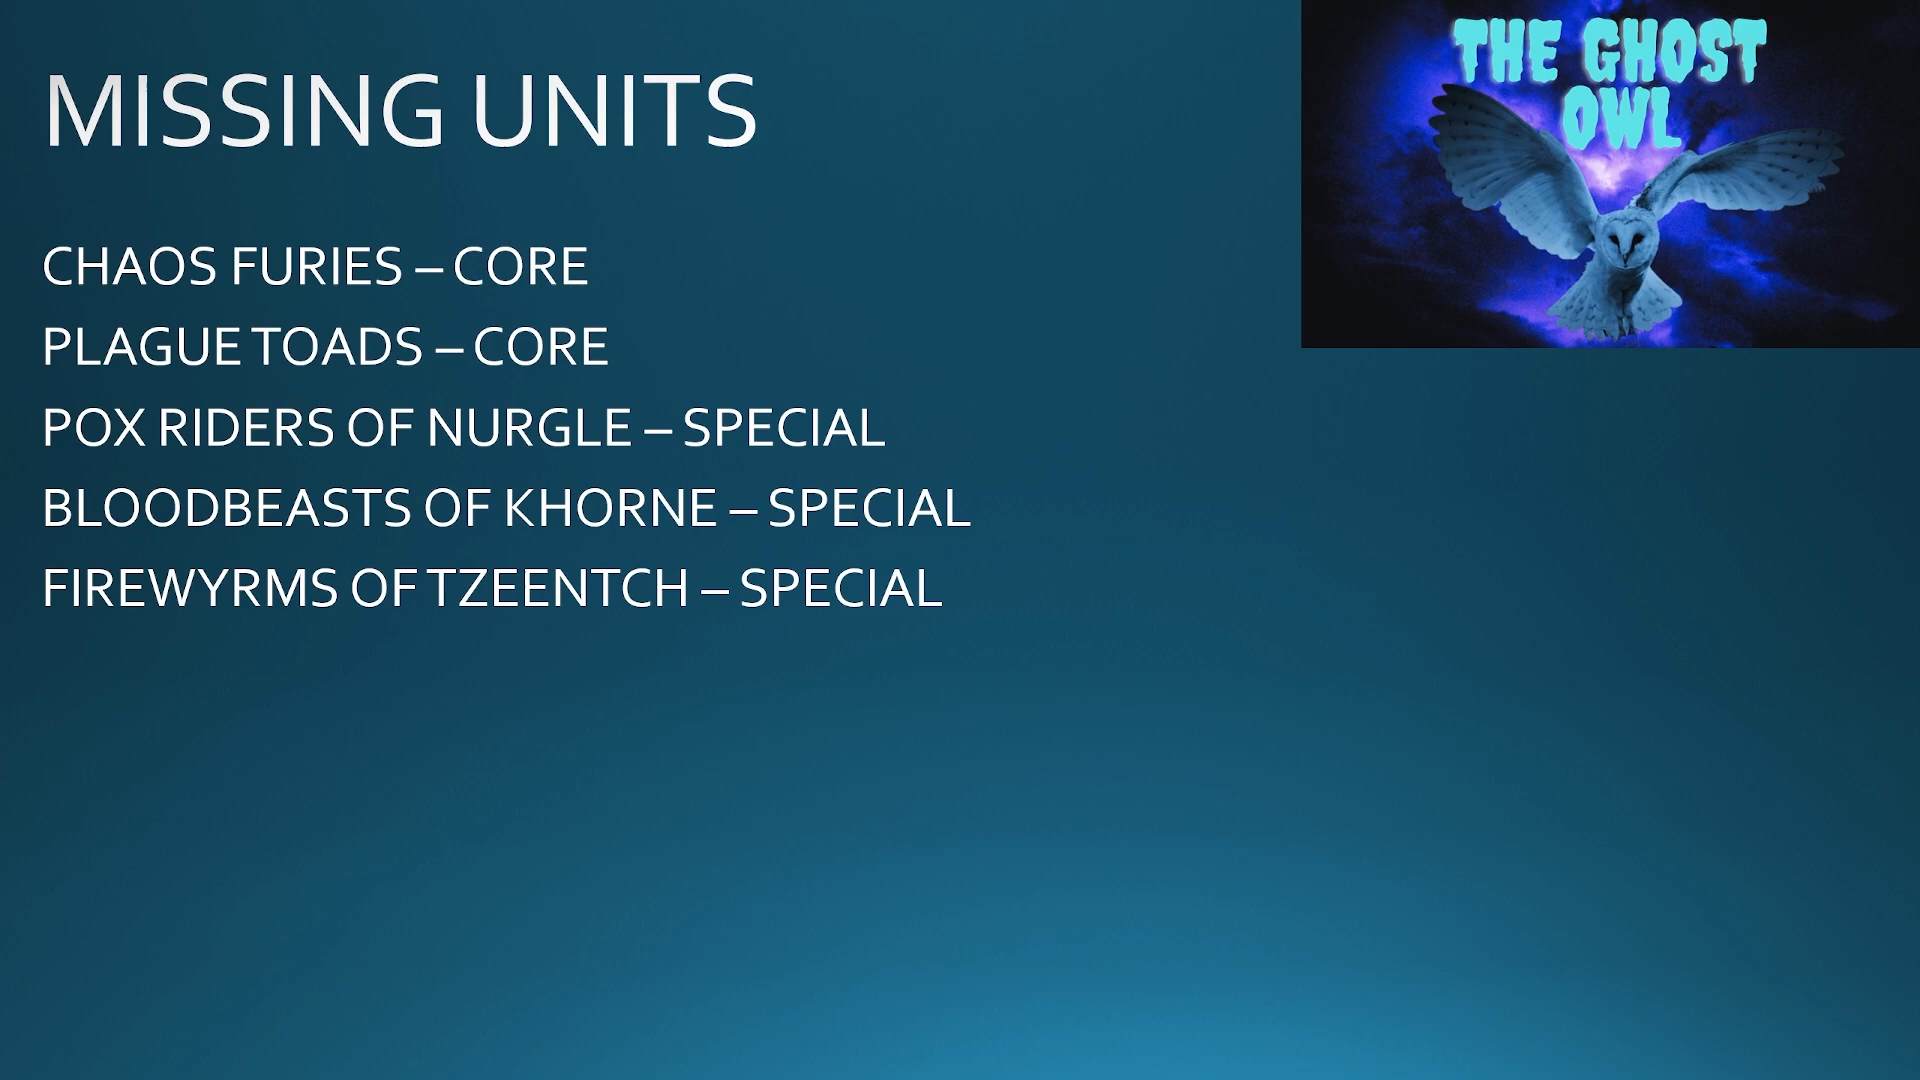 MISSING UNITS
THE GHOST
OWL
CHAOS FURIES – CORE
PLAGUE TOADS – CORE
POX RIDERS OF NURGLE – SPECIAL
BLOODBEASTS OF KHORNE – SPECIAL
FIREWYRMS OF TZEENTCH – SPECIAL